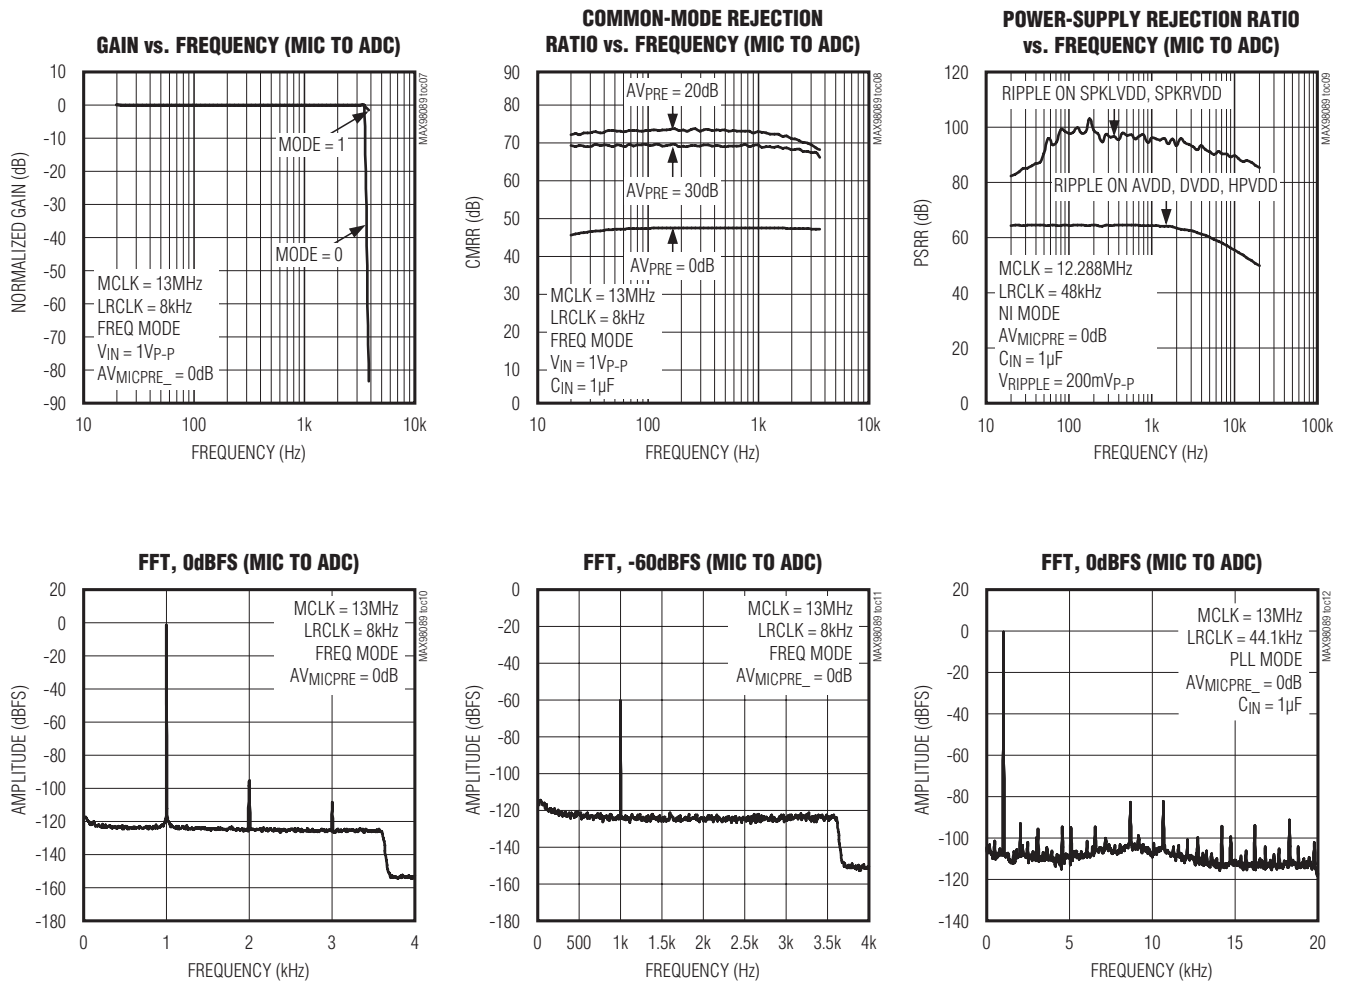 GAIN vs. FREQUENCY (MIC TO ADC)
10
0
-10
-20
-30
-40
-50
-60
-70
-80
-90
NORMALIZED GAIN (dB)
MODE = 1
MODE = 0
MCLK = 13MHz
LRCLK = 8kHz
FREQ MODE
VIN = 1VP-P
AVMICPRE_ = 0dB
10
100
1k
10k
FREQUENCY (Hz)
MAX98089 toc07
COMMON-MODE REJECTION
RATIO vs. FREQUENCY (MIC TO ADC)
90
80
70
60
50
40
30
20
10
0
CMRR (dB)
AVPRE = 20dB
AVPRE = 30dB
AVPRE = 0dB
MCLK = 13MHz
LRCLK = 8kHz
FREQ MODE
VIN = 1VP-P
CIN = 1µF
10
100
1k
10k
FREQUENCY (Hz)
MAX98089 toc08
POWER-SUPPLY REJECTION RATIO
vs. FREQUENCY (MIC TO ADC)
120
100
80
60
40
20
0
PSRR (dB)
RIPPLE ON SPKLVDD, SPKRVDD
RIPPLE ON AVDD, DVDD, HPVDD
MCLK = 12.288MHz
LRCLK = 48kHz
NI MODE
AVMICPRE = 0dB
CIN = 1µF
VRIPPLE = 200mVP-P
10
100
1k
10k
100k
FREQUENCY (Hz)
MAX98089 toc09
FFT, 0dBFS (MIC TO ADC)
20
0
-20
-40
-60
-80
-100
-120
-140
-160
-180
AMPLITUDE (dBFS)
MCLK = 13MHz
LRCLK = 8kHz
FREQ MODE
AVMICPRE = 0dB
0
1
2
3
4
FREQUENCY (kHz)
MAX98089 toc10
FFT, -60dBFS (MIC TO ADC)
0
-20
-40
-60
-80
-100
-120
-140
-160
-180
AMPLITUDE (dBFS)
MCLK = 13MHz
LRCLK = 8kHz
FREQ MODE
AVMICPRE_ = 0dB
0
500
1k
1.5k
2k
2.5k
3k
3.5k
4k
FREQUENCY (Hz)
MAX98089 toc11
FFT, 0dBFS (MIC TO ADC)
20
0
-20
-40
-60
-80
-100
-120
-140
AMPLITUDE (dBFS)
MCLK = 13MHz
LRCLK = 44.1kHz
PLL MODE
AVMICPRE_ = 0dB
CIN = 1µF
0
5
10
15
20
FREQUENCY (kHz)
MAX98089 toc12